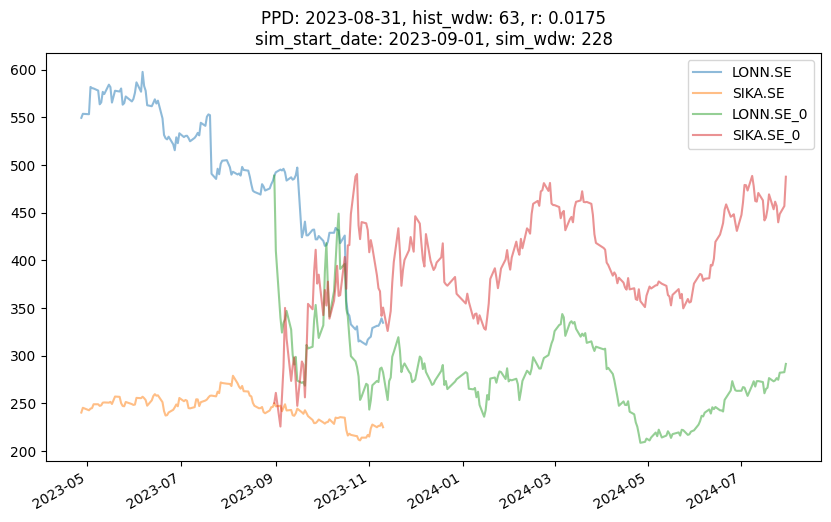 PPD: 2023-08-31, hist_wdw: 63, r: 0.0175
sim_start_date: 2023-09-01, sim_wdw: 228
LONN.SE
SIKA.SE
LONN.SE_0
SIKA.SE_0
600
550
500
450
400
350
300
250
200
2023-05
2023-07
2023-09
2023-11
2024-01
2024-03
2024-05
2024-07